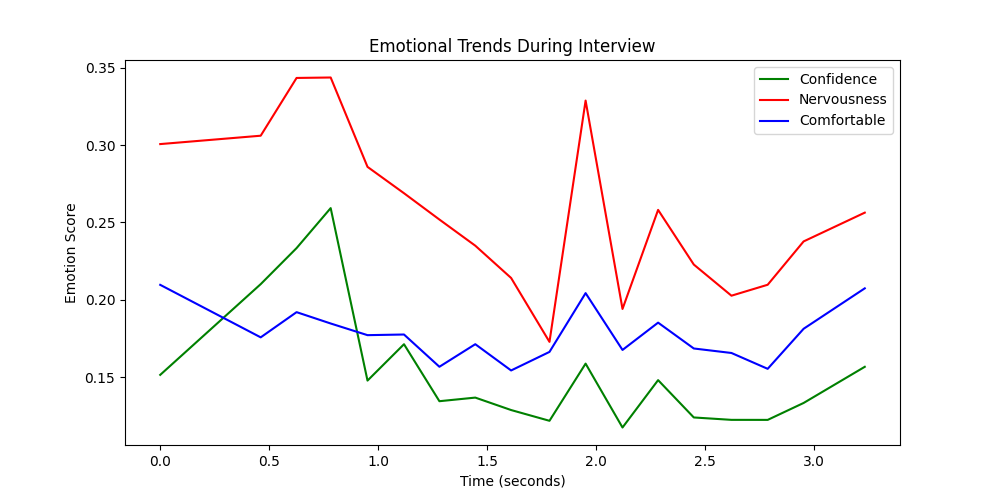 Emotional Trends During Interview
Confidence
Nervousness
Comfortable
Emotion Score
0.35
0.30
0.25
0.20
0.15
0.0 0.5 1.0 1.5 2.0 2.5 3.0
Time (seconds)